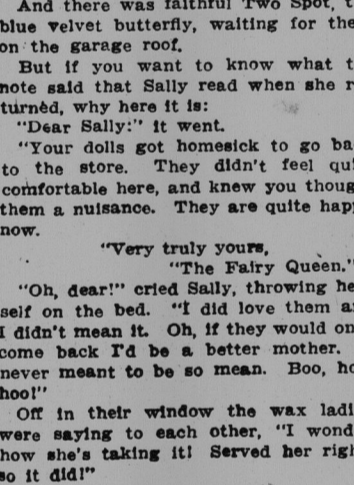 And there was faithful Two Spot, t
blue velvet butterfly, waiting for the
on the garage roof.
But if you want to know what t
note said that Sally read when she r
turned, why here it is:
"Dear Sally:" it went.
"Your dolls got homesick to go ba
to the store. They didn't feel qui
comfortable here, and knew you thoug
them a nuisance. They are quite happ
now.
"Very truly yours,
"The Fairy Queen."
"Oh, dear!" cried Sally, throwing he
self on the bed. "I did love them a
I didn't mean it. Oh, if they would on
come back I'd be a better mother.
never meant to be so mean. Boo, ho
hoo!"
Off in their window the wax ladi
were saying to each other, "I wond
how she's taking it! Served her righ
so it did!"